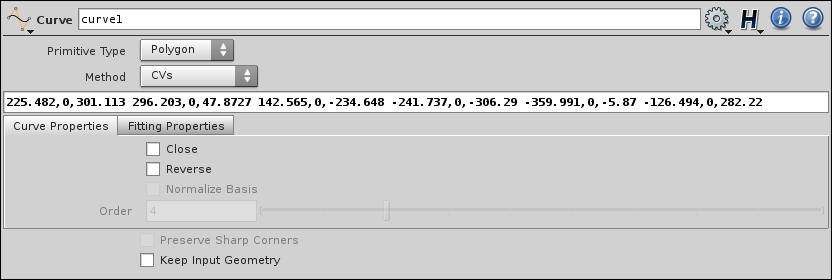 Curve curve1
Primitive Type Polygon
Method CVs
225.482,0,301.113 296.203,0,47.8727 142.565,0,-234.648 -241.737,0,-306.29 -359.991,0,-5.87 -126.494,0,282.22
Curve Properties Fitting Properties
Close
Reverse
Normalize Basis
Order 4
Preserve Sharp Corners
Keep Input Geometry